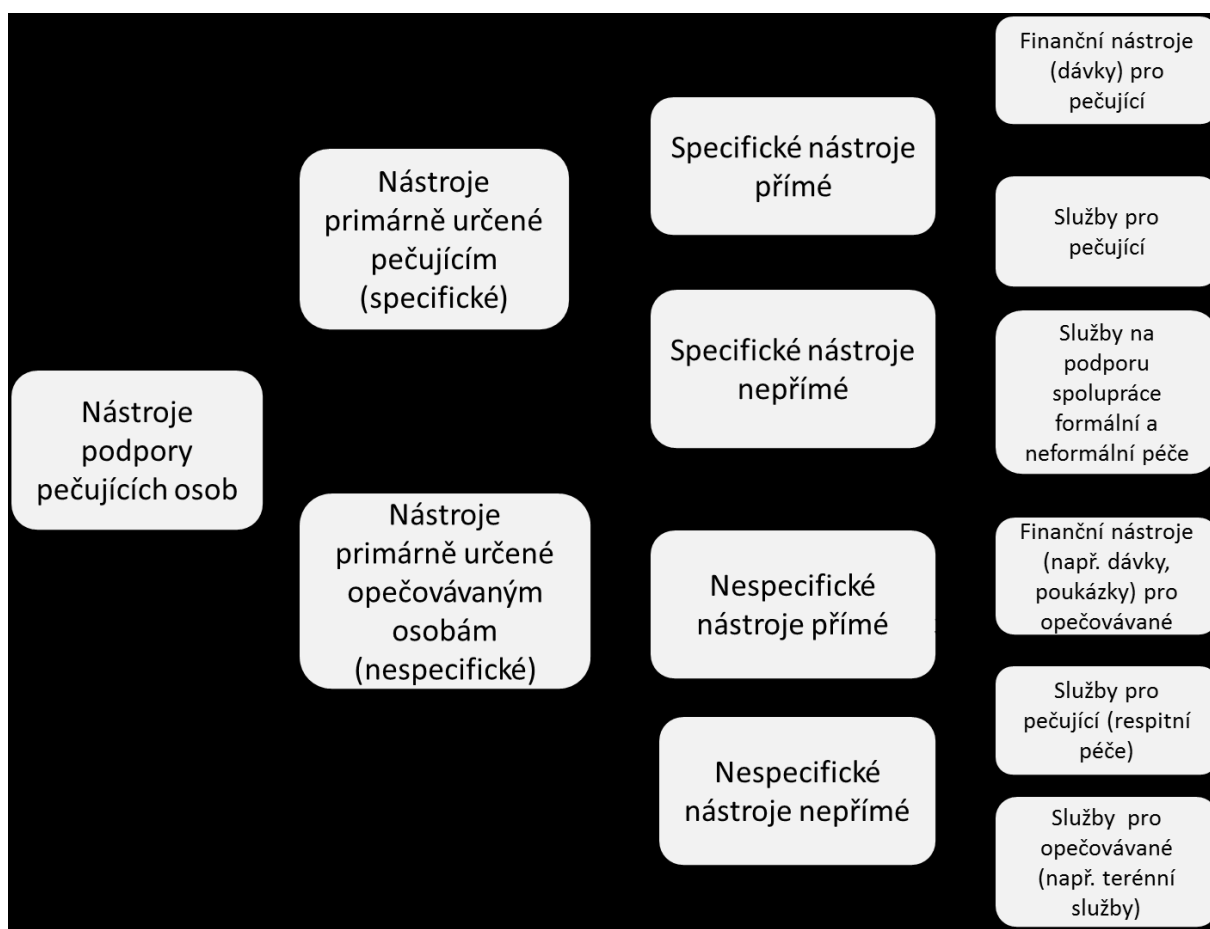 Nástroje
podpory
pečujících osob
Nástroje
primárně určené
pečujícím
(specifické)
Nástroje
primárně určené
opečovávaným
osobám
(nespecifické)
Specifické nástroje
přímé
Specifické nástroje
nepřímé
Nespecifické
nástroje přímé
Nespecifické
nástroje nepřímé
Finanční nástroje
(dávky) pro
pečující
Služby pro
pečující
Služby na
podporu
spolupráce
formální a
neformální péče
Finanční nástroje
(např. dávky,
poukázky) pro
opečovávané
Služby pro
pečující (respitní
péče)
Služby pro
opečovávané
(např. terénní
služby)